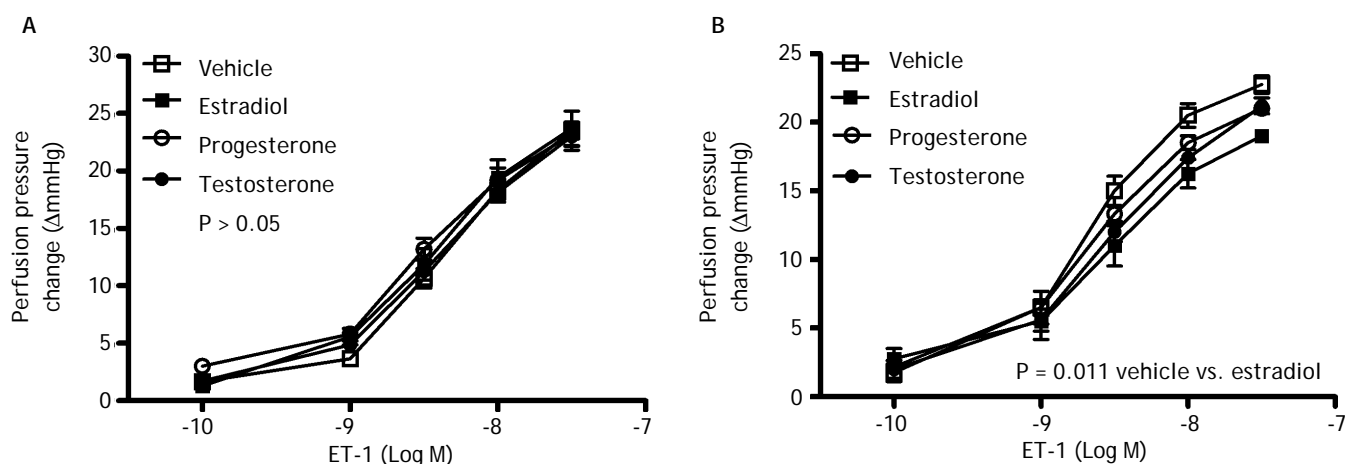 A
30
25
20
15
10
5
0
Perfusion pressure
change (ΔmmHg)
Vehicle
Estradiol
Progesterone
Testosterone
P > 0.05
-10
-9
-8
-7
ET-1 (Log M)
B
25
20
15
10
5
0
Perfusion pressure
change (ΔmmHg)
Vehicle
Estradiol
Progesterone
Testosterone
P = 0.011 vehicle vs. estradiol
-10
-9
-8
-7
ET-1 (Log M)